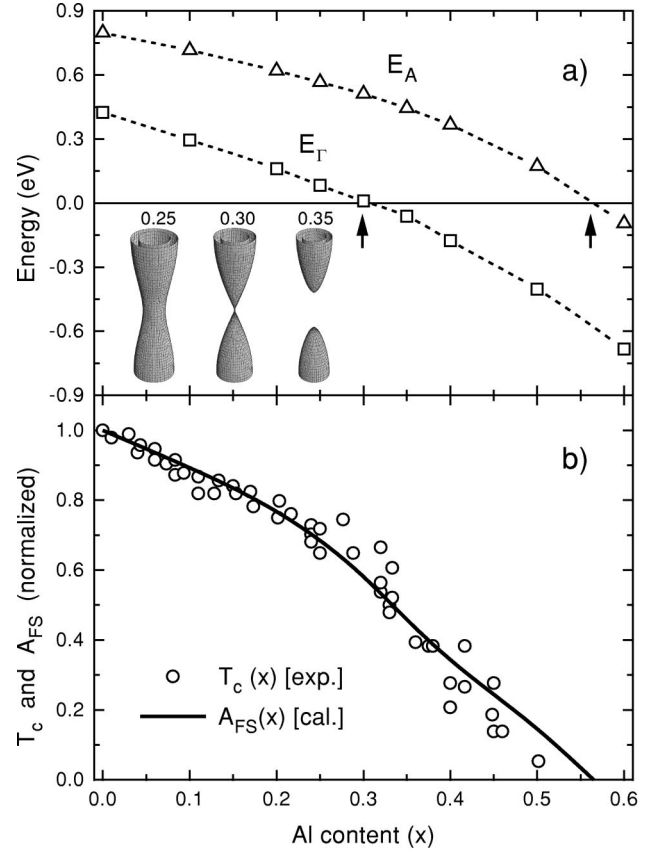 0.9
0.6
0.3
0.0
-0.3
-0.6
-0.9
Energy (eV)
a)
E_A
E_Γ
0.25 0.30 0.35
b)
1.0
0.8
0.6
0.4
0.2
0.0
T_c and A_FS (normalized)
T_c (x) [exp.]
A_FS(x) [cal.]
0.0 0.1 0.2 0.3 0.4 0.5 0.6
Al content (x)